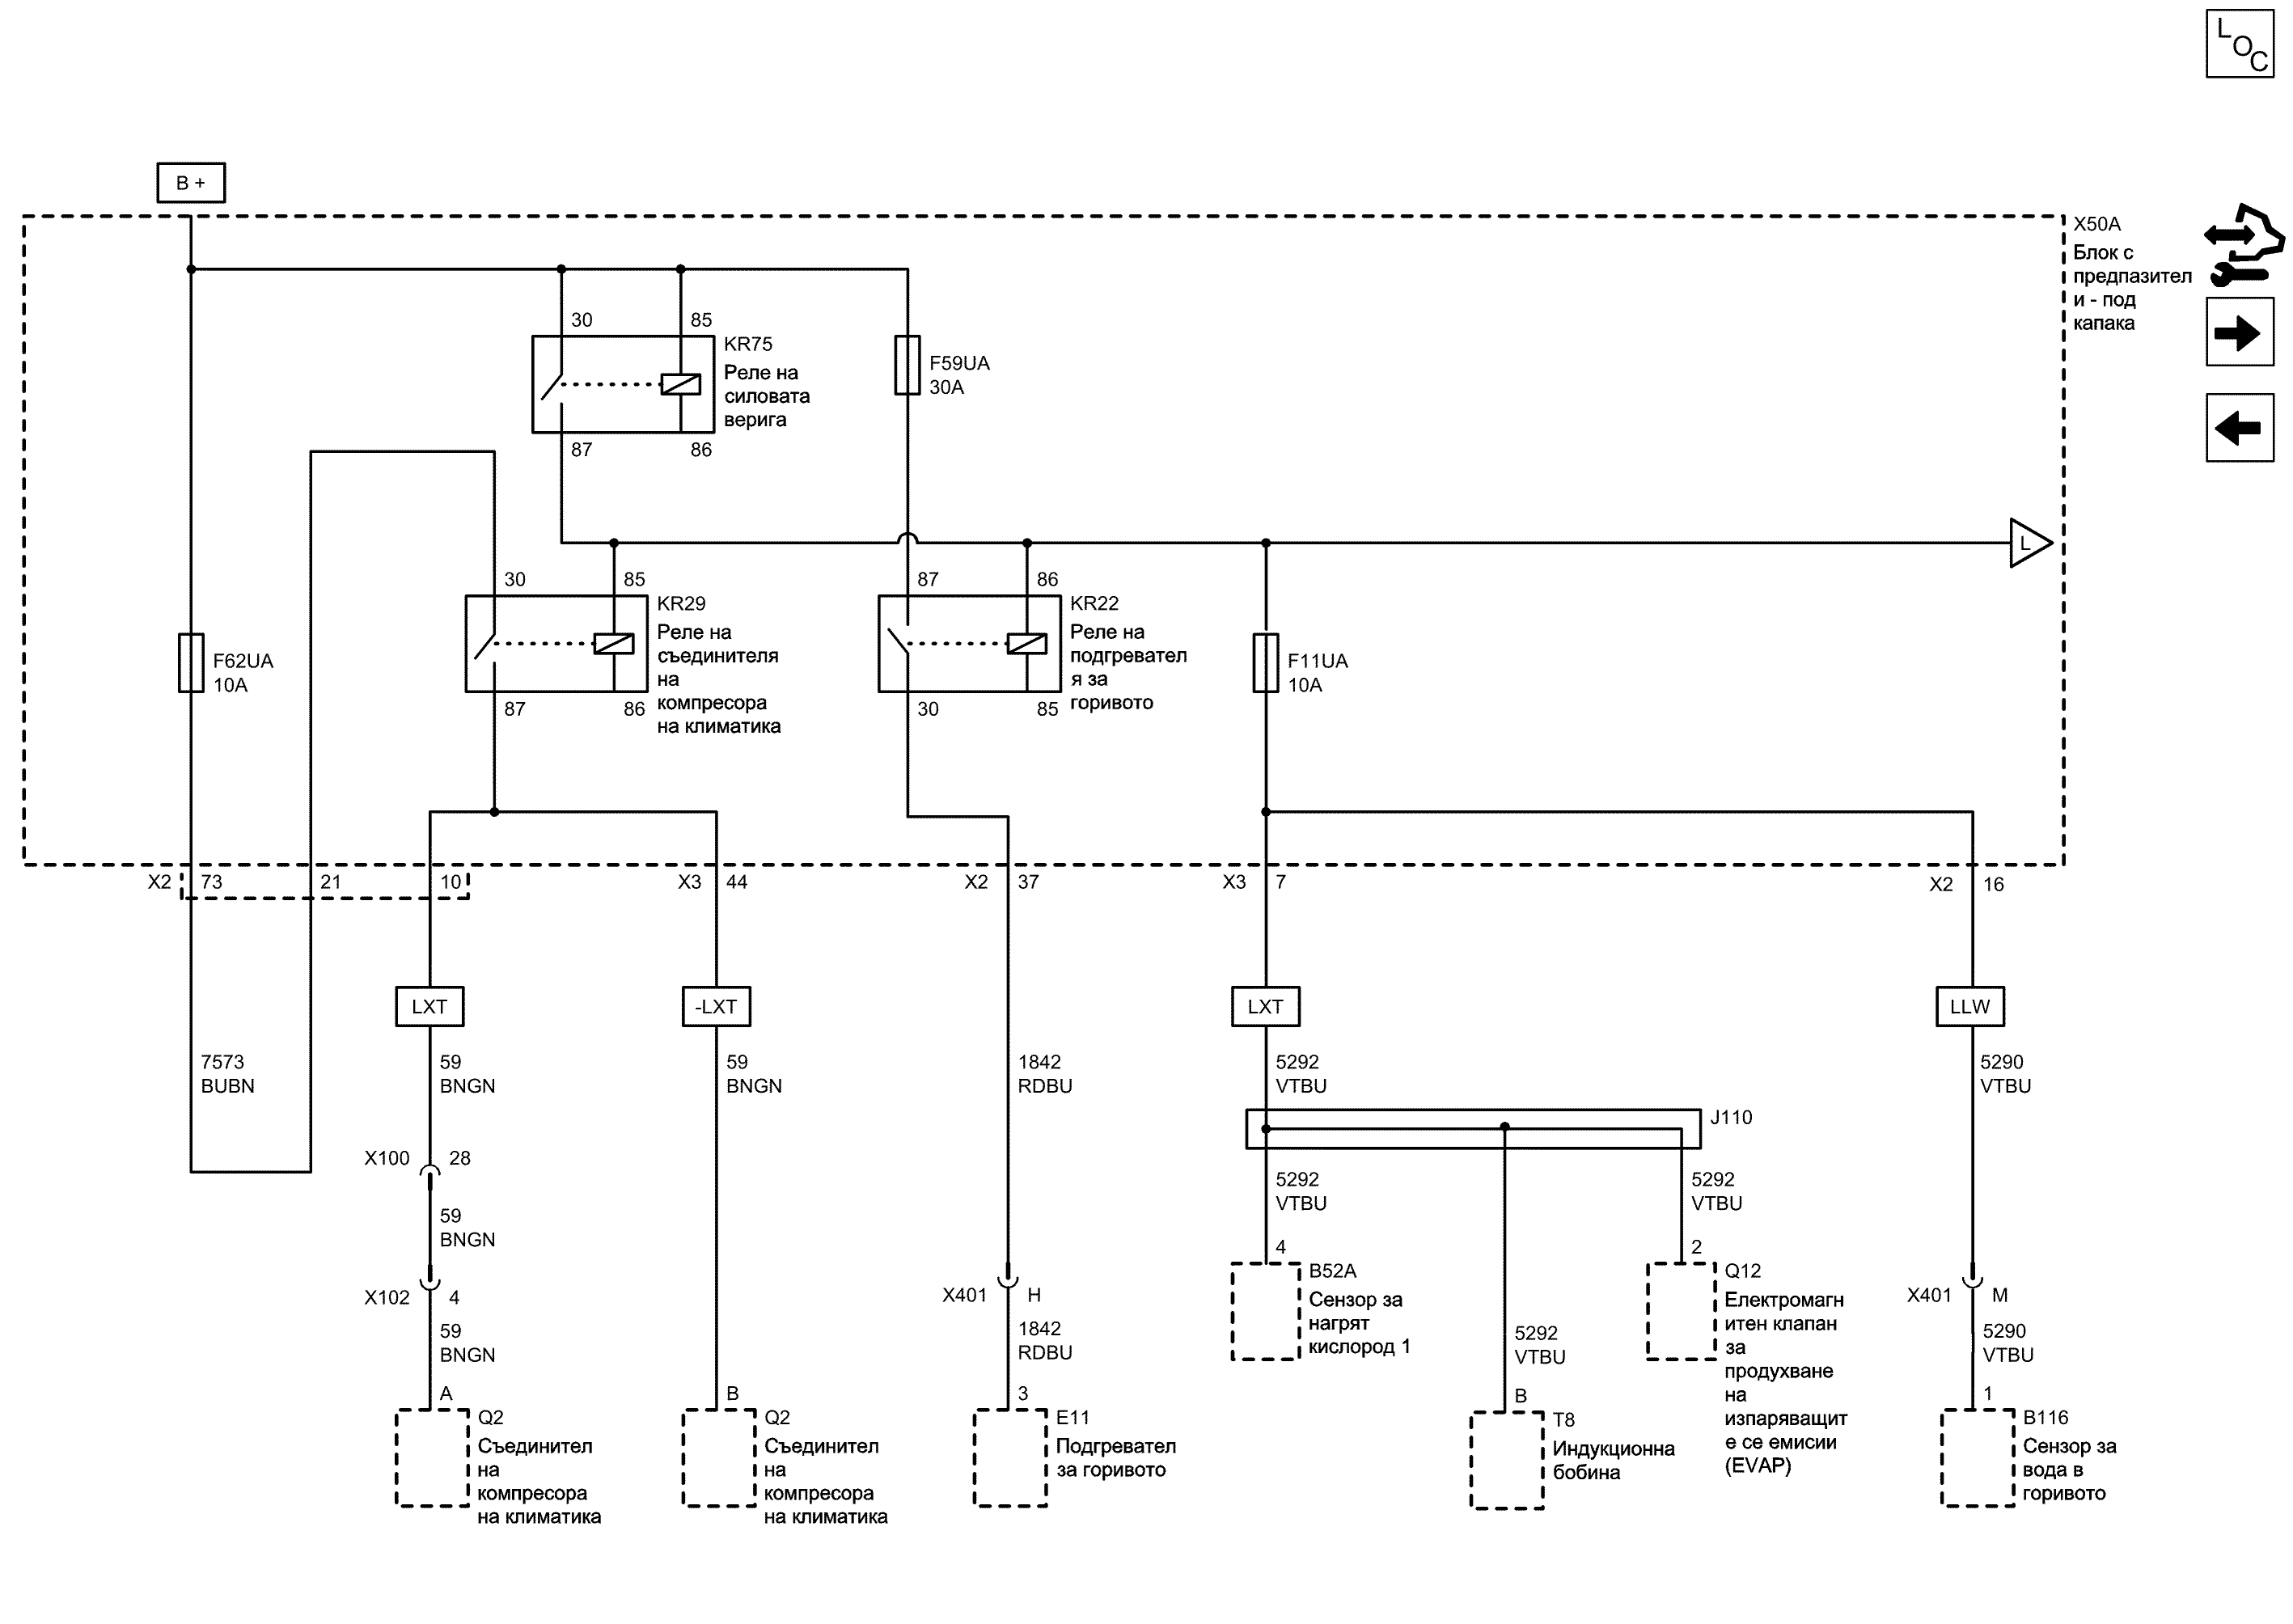 L
O
C
B +
X50A
Блок с
предпазител
и - под
капака
30
85
KR75
Реле на
силовата
верига
87
86
F59UA
30A
L
30
85
KR29
Реле на
съединителя
на
компресора
на климатика
87
86
87
86
KR22
Реле на
подгревател
я за
горивото
30
85
F62UA
10A
F11UA
10A
X2
73
21
10
X3
44
X2
37
X3
7
X2
16
LXT
-LXT
LXT
LLW
7573
BUBN
59
BNGN
59
BNGN
1842
RDBU
5292
VTBU
5290
VTBU
J110
X100
28
59
BNGN
X102
4
59
BNGN
X401
H
1842
RDBU
5292
VTBU
5292
VTBU
4
B52A
Сензор за
нагрят
кислород 1
2
Q12
Електромагн
итен клапан
за
продухване
на
изпаряващит
е се емисии
(EVAP)
5292
VTBU
X401
M
5290
VTBU
A
Q2
Съединител
на
компресора
на климатика
B
Q2
Съединител
на
компресора
на климатика
3
E11
Подгревател
за горивото
B
T8
Индукционна
бобина
1
B116
Сензор за
вода в
горивото